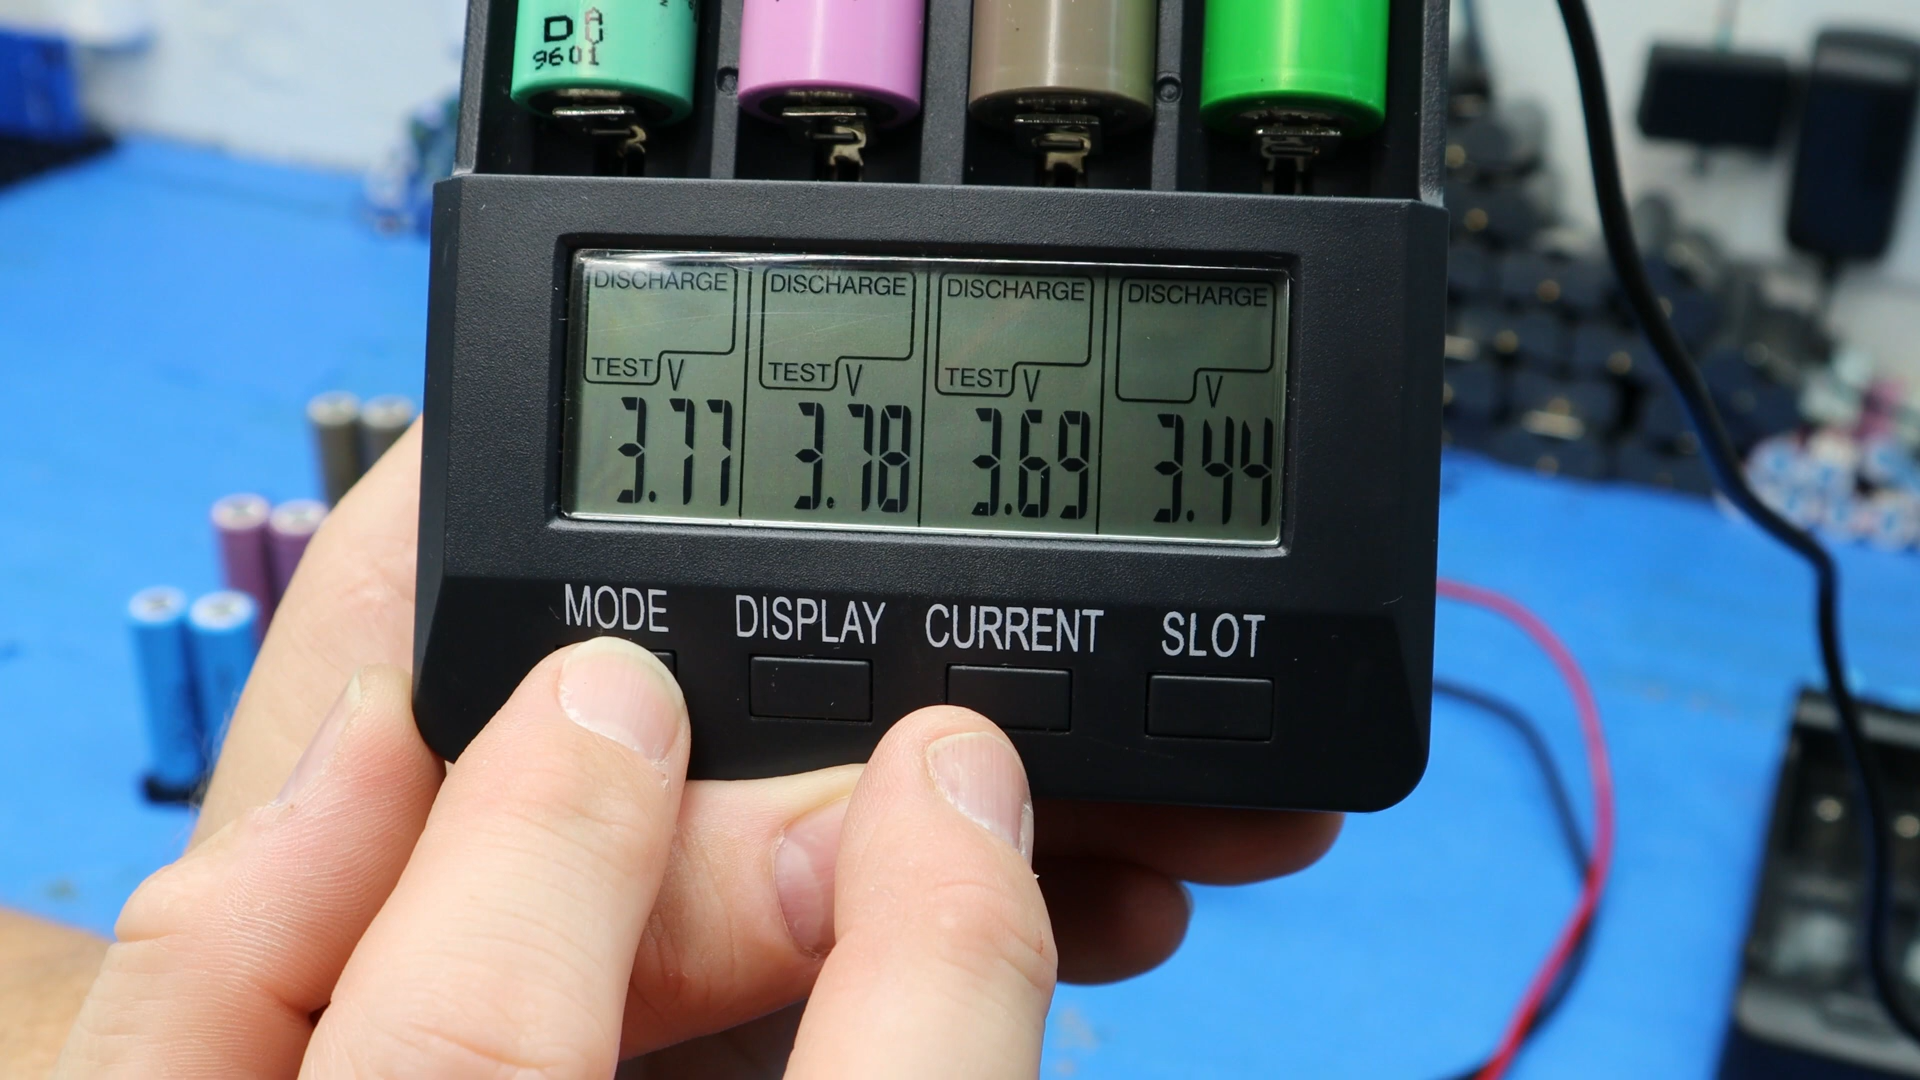 DA
9601
DISCHARGE DISCHARGE DISCHARGE DISCHARGE
TEST V TEST V TEST V V
3.77 3.78 3.69 3.44
MODE DISPLAY CURRENT SLOT